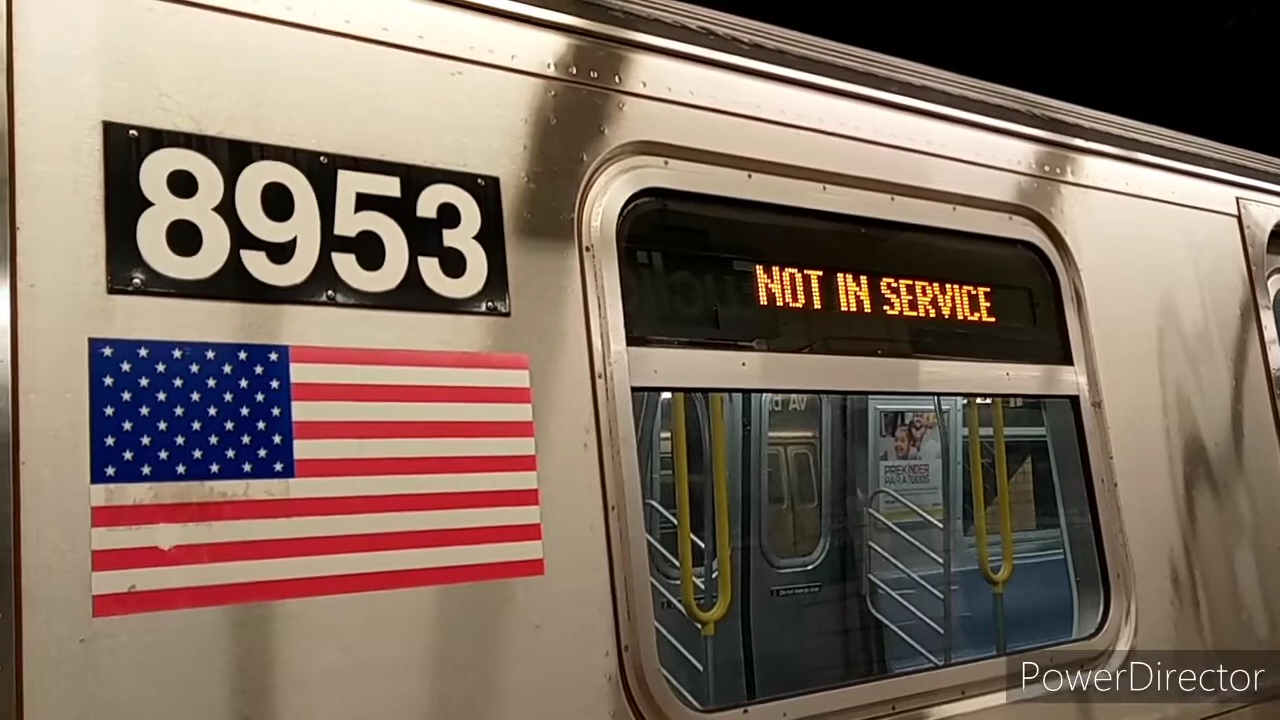 8953
NOT IN SERVICE
PREKINDER
PARA TODOS
PowerDirector